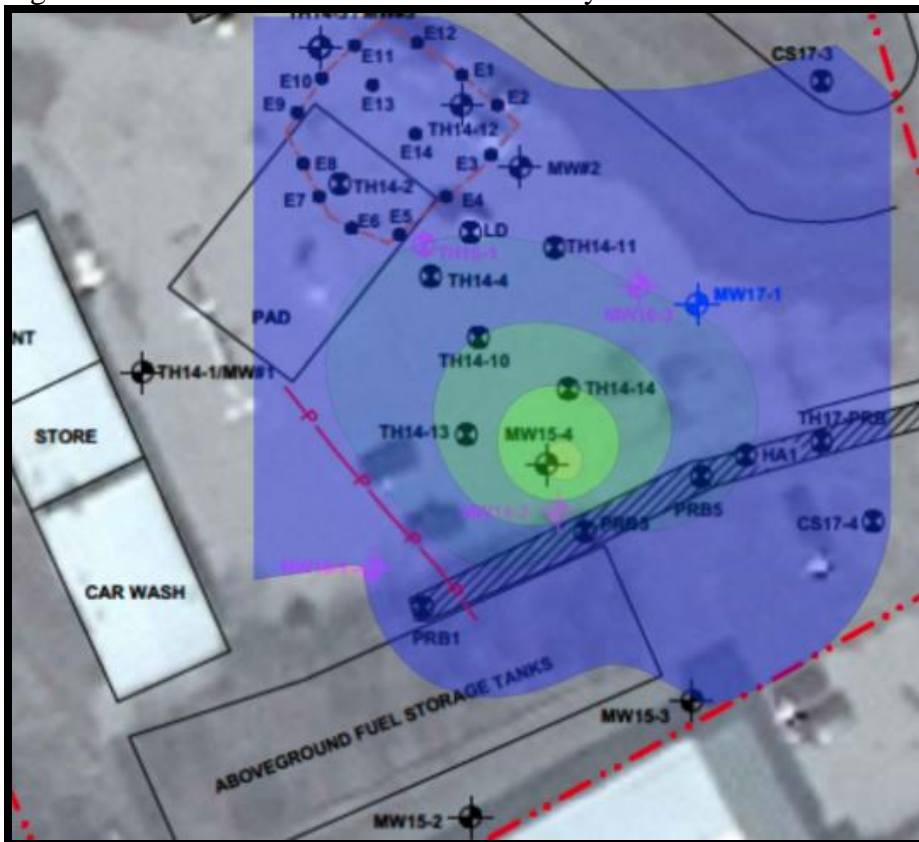 E12
CS17-3
E11
E1
E10
E2
E13
E9
TH14-12
E14
E3
MW#2
E8
TH14-2
E7
E4
E6
E5
LD
TH14-11
TH14-4
MW17-1
PAD
TH14-10
TH14-1/MW#1
TH14-14
TH14-13
TH17-PRB
STORE
MW15-4
HA1
PRB5
PRB3
CS17-4
CAR WASH
PRB1
ABOVEGROUND FUEL STORAGE TANKS
MW15-3
MW15-2